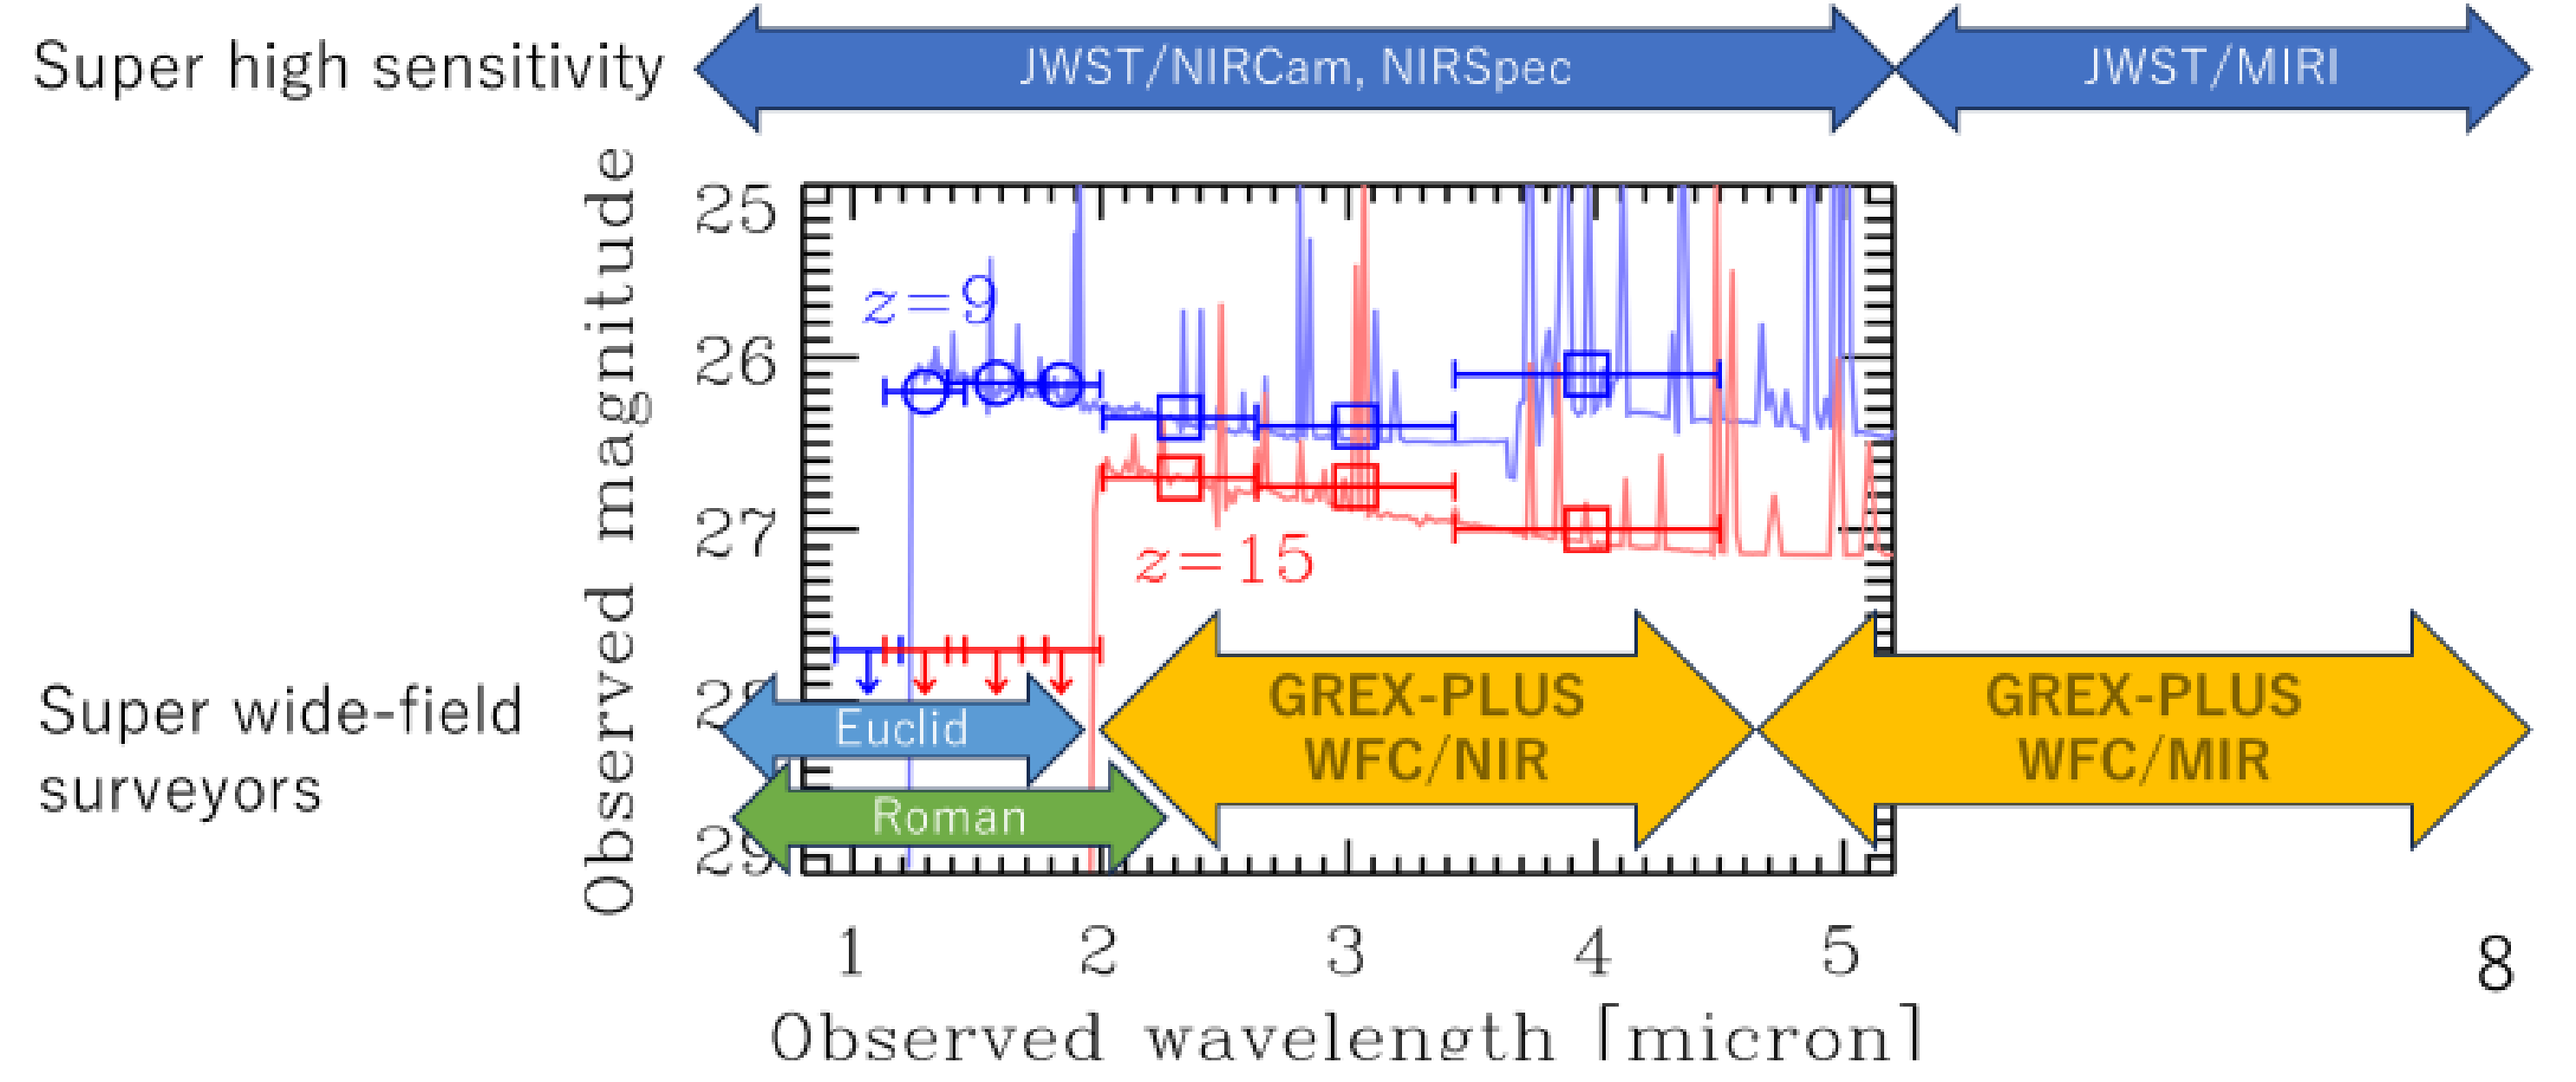 Super high sensitivity
JWST/NIRCam, NIRSpec
JWST/MIRI
Observed magnitude
25
26
27
28
29
z=9
z=15
Super wide-field
surveyors
Euclid
Roman
GREX-PLUS
WFC/NIR
GREX-PLUS
WFC/MIR
1 2 3 4 5 8
Observed wavelength [micron]